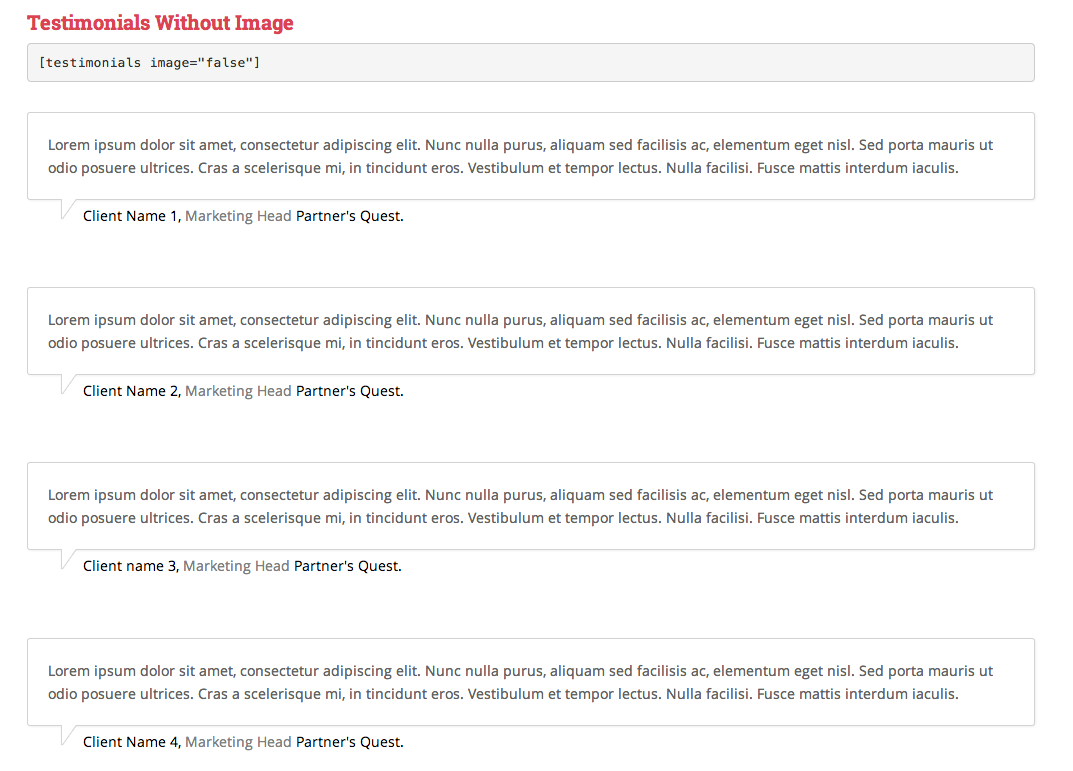 Testimonials Without Image
[testimonials image="false"]
Lorem ipsum dolor sit amet, consectetur adipiscing elit. Nunc nulla purus, aliquam sed facilisis ac, elementum eget nisl. Sed porta mauris ut
odio posuere ultrices. Cras a scelerisque mi, in tincidunt eros. Vestibulum et tempor lectus. Nulla facilisi. Fusce mattis interdum iaculis.
Client Name 1, Marketing Head Partner's Quest.
Lorem ipsum dolor sit amet, consectetur adipiscing elit. Nunc nulla purus, aliquam sed facilisis ac, elementum eget nisl. Sed porta mauris ut
odio posuere ultrices. Cras a scelerisque mi, in tincidunt eros. Vestibulum et tempor lectus. Nulla facilisi. Fusce mattis interdum iaculis.
Client Name 2, Marketing Head Partner's Quest.
Lorem ipsum dolor sit amet, consectetur adipiscing elit. Nunc nulla purus, aliquam sed facilisis ac, elementum eget nisl. Sed porta mauris ut
odio posuere ultrices. Cras a scelerisque mi, in tincidunt eros. Vestibulum et tempor lectus. Nulla facilisi. Fusce mattis interdum iaculis.
Client name 3, Marketing Head Partner's Quest.
Lorem ipsum dolor sit amet, consectetur adipiscing elit. Nunc nulla purus, aliquam sed facilisis ac, elementum eget nisl. Sed porta mauris ut
odio posuere ultrices. Cras a scelerisque mi, in tincidunt eros. Vestibulum et tempor lectus. Nulla facilisi. Fusce mattis interdum iaculis.
Client Name 4, Marketing Head Partner's Quest.